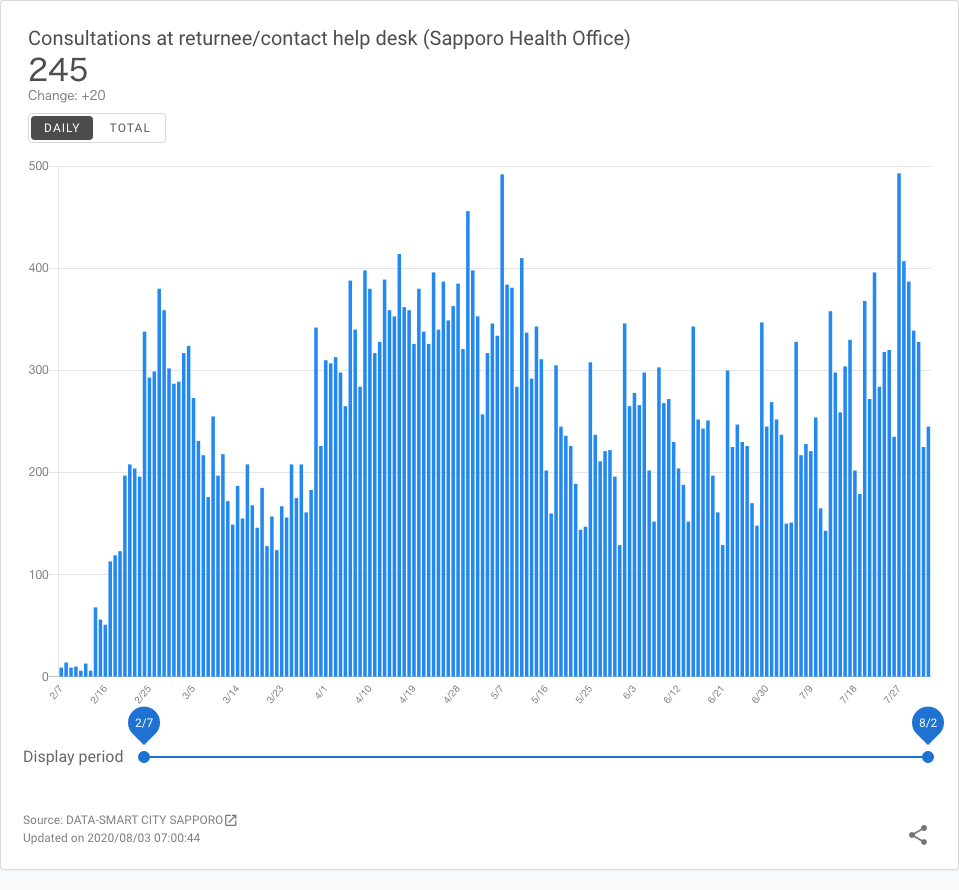 Consultations at returnee/contact help desk (Sapporo Health Office)
245
Change: +20
DAILY TOTAL
500
400
300
200
100
0
2/7 2/16 2/25 3/5 3/14 3/23 4/1 4/10 4/19 4/28 5/7 5/16 5/25 6/3 6/12 6/21 6/30 7/9 7/18 7/27
2/7 8/2
Display period
Source: DATA-SMART CITY SAPPORO
Updated on 2020/08/03 07:00:44